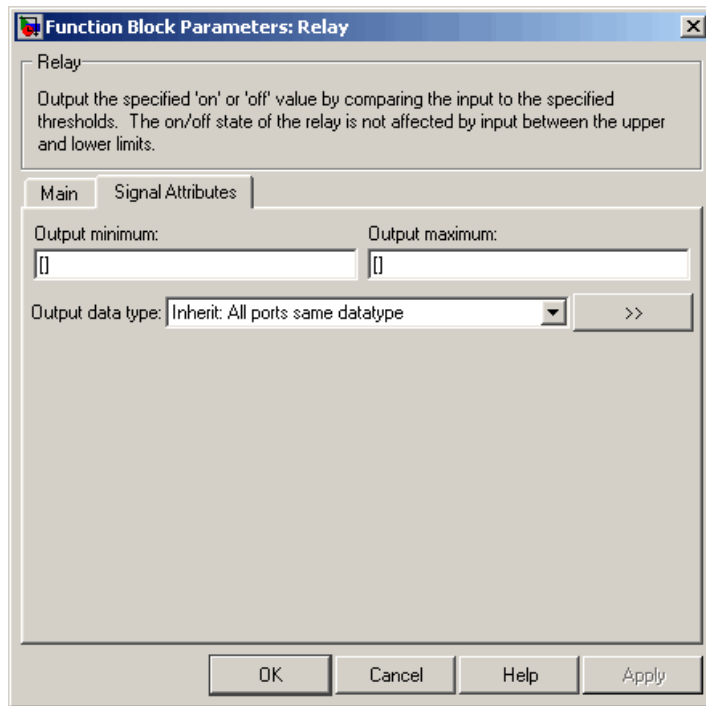 Function Block Parameters: Relay
Relay
Output the specified 'on' or 'off' value by comparing the input to the specified
thresholds. The on/off state of the relay is not affected by input between the upper
and lower limits.
Main Signal Attributes
Output minimum: Output maximum:
[] []
Output data type: Inherit: All ports same datatype >>
OK Cancel Help Apply